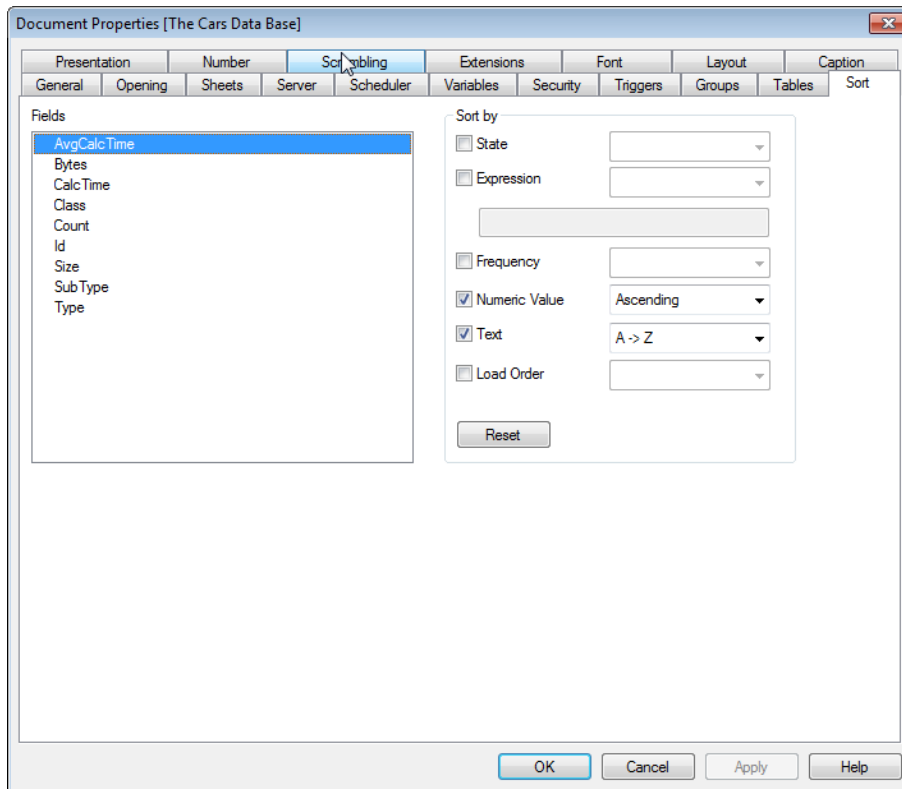 Document Properties [The Cars Data Base]
Presentation Number Scrambling Extensions Font Layout Caption
General Opening Sheets Server Scheduler Variables Security Triggers Groups Tables Sort
Fields
AvgCalcTime
Bytes
CalcTime
Class
Count
Id
Size
SubType
Type
Sort by
State
Expression
Frequency
Numeric Value Ascending
Text A -> Z
Load Order
Reset
OK Cancel Apply Help